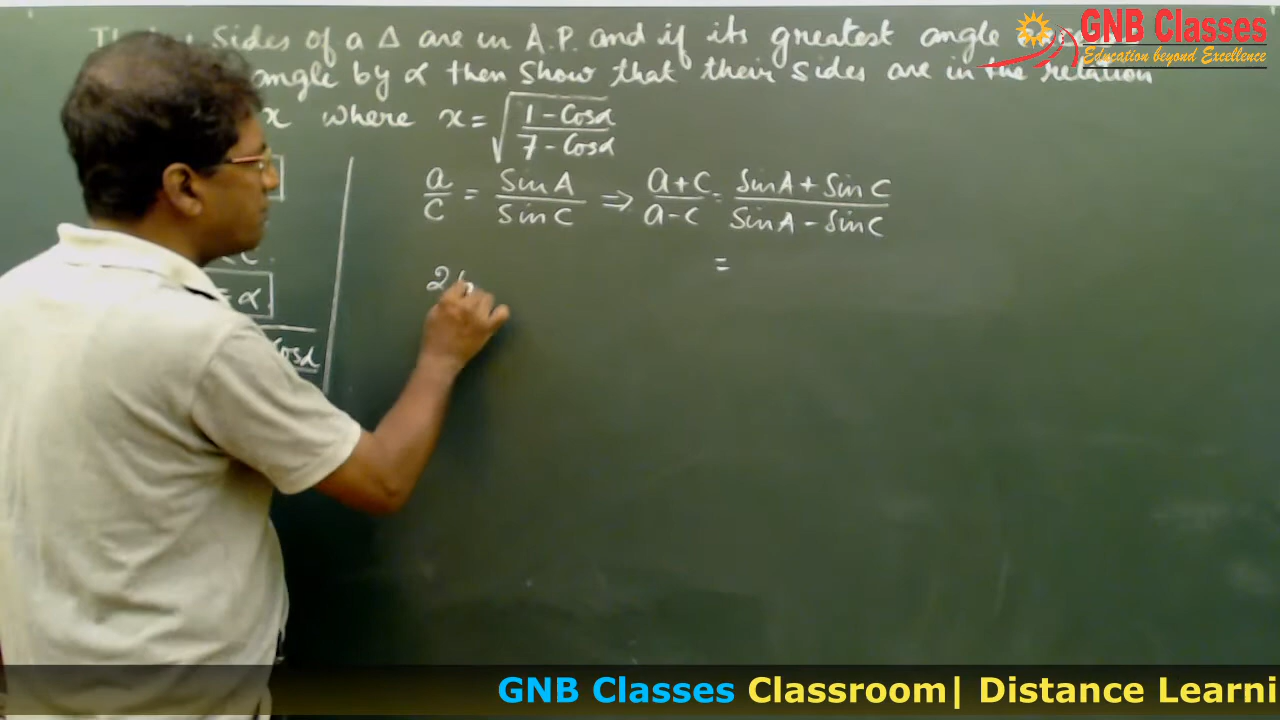 Sides of a Δ are in A.P. and if its greatest angle
angle by α then show that their sides are in the relation
x where x = √((1 - Cosα)/(7 - Cosα))
a/c = SinA/SinC ⇒ (a+c)/(a-c) = (SinA + SinC)/(SinA - SinC)
=
2b
= α
Cosα
GNB Classes
Education beyond Excellence
GNB Classes Classroom| Distance Learni